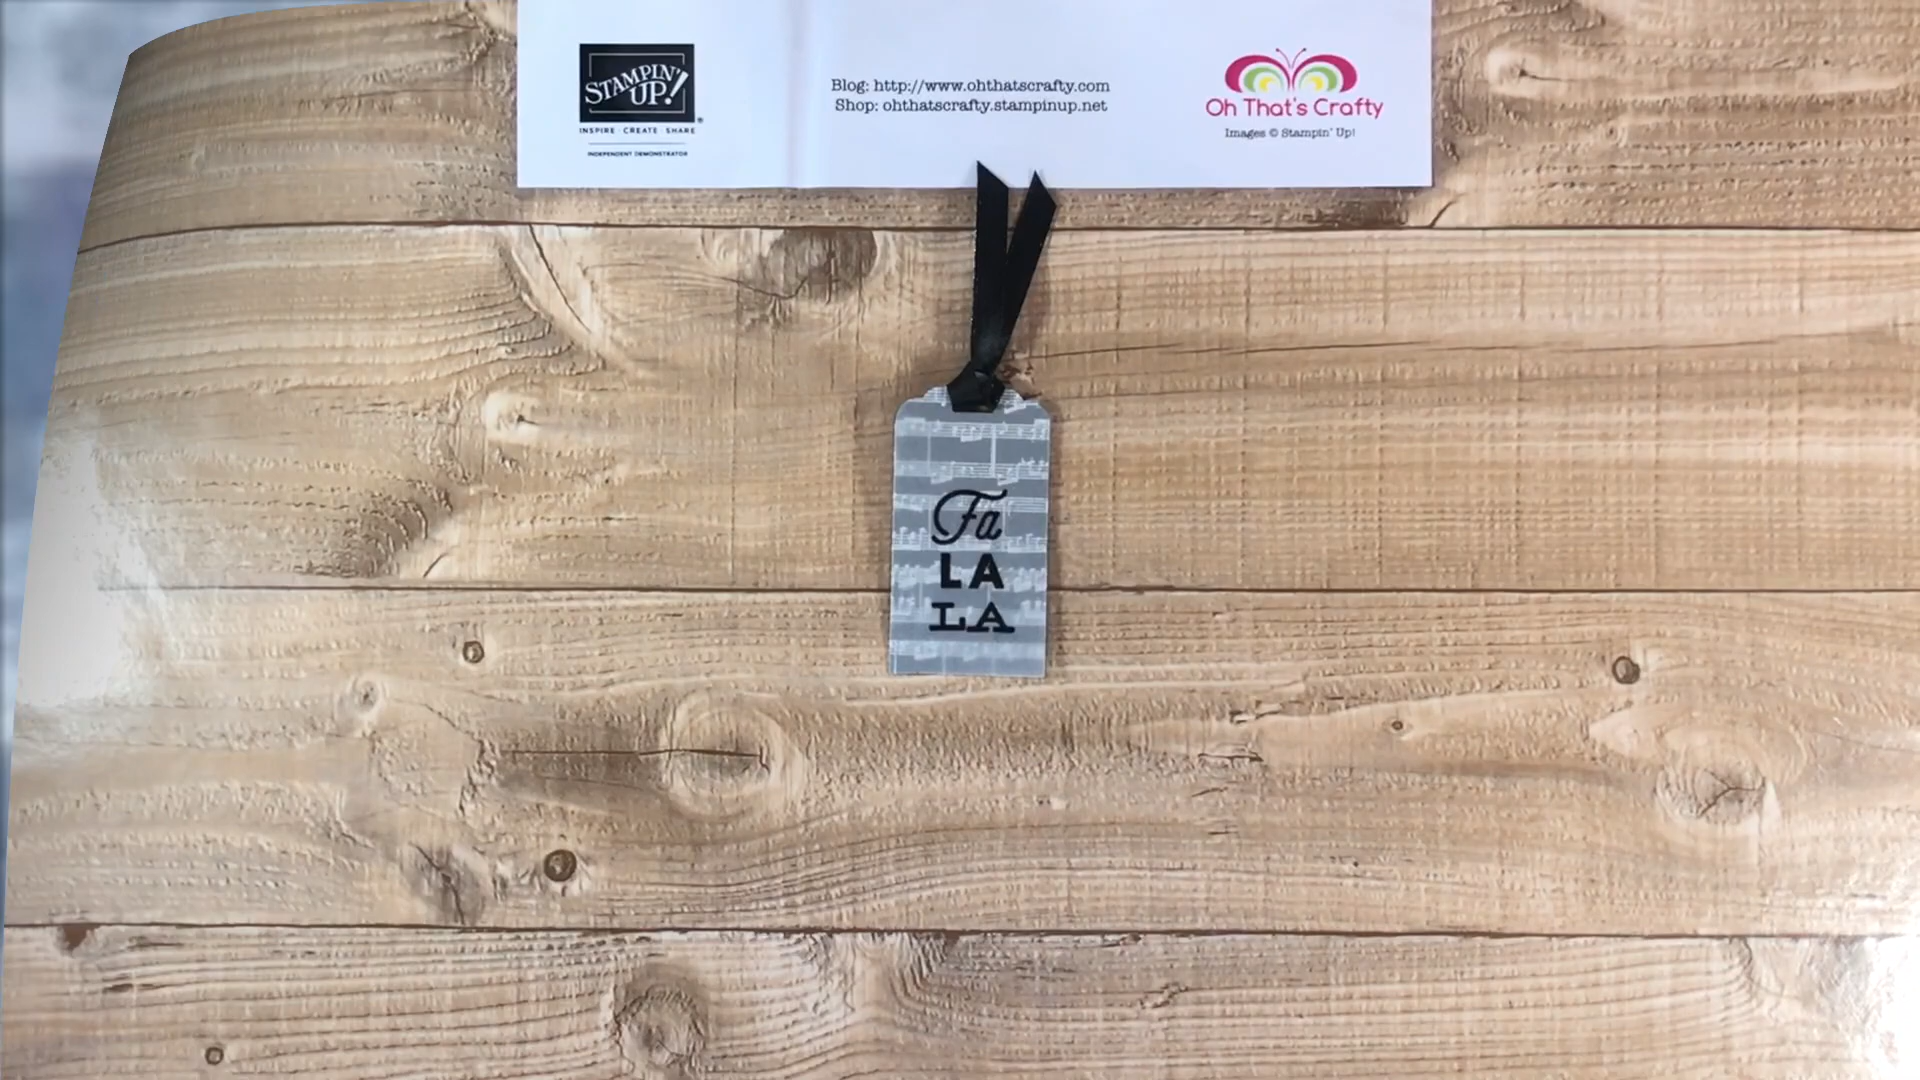 STAMPIN' UP!®
INSPIRE · CREATE · SHARE
INDEPENDENT DEMONSTRATOR
Blog: http://www.ohthatscrafty.com
Shop: ohthatscrafty.stampinup.net
Oh That's Crafty
Images © Stampin' Up!
Fa
LA
LA